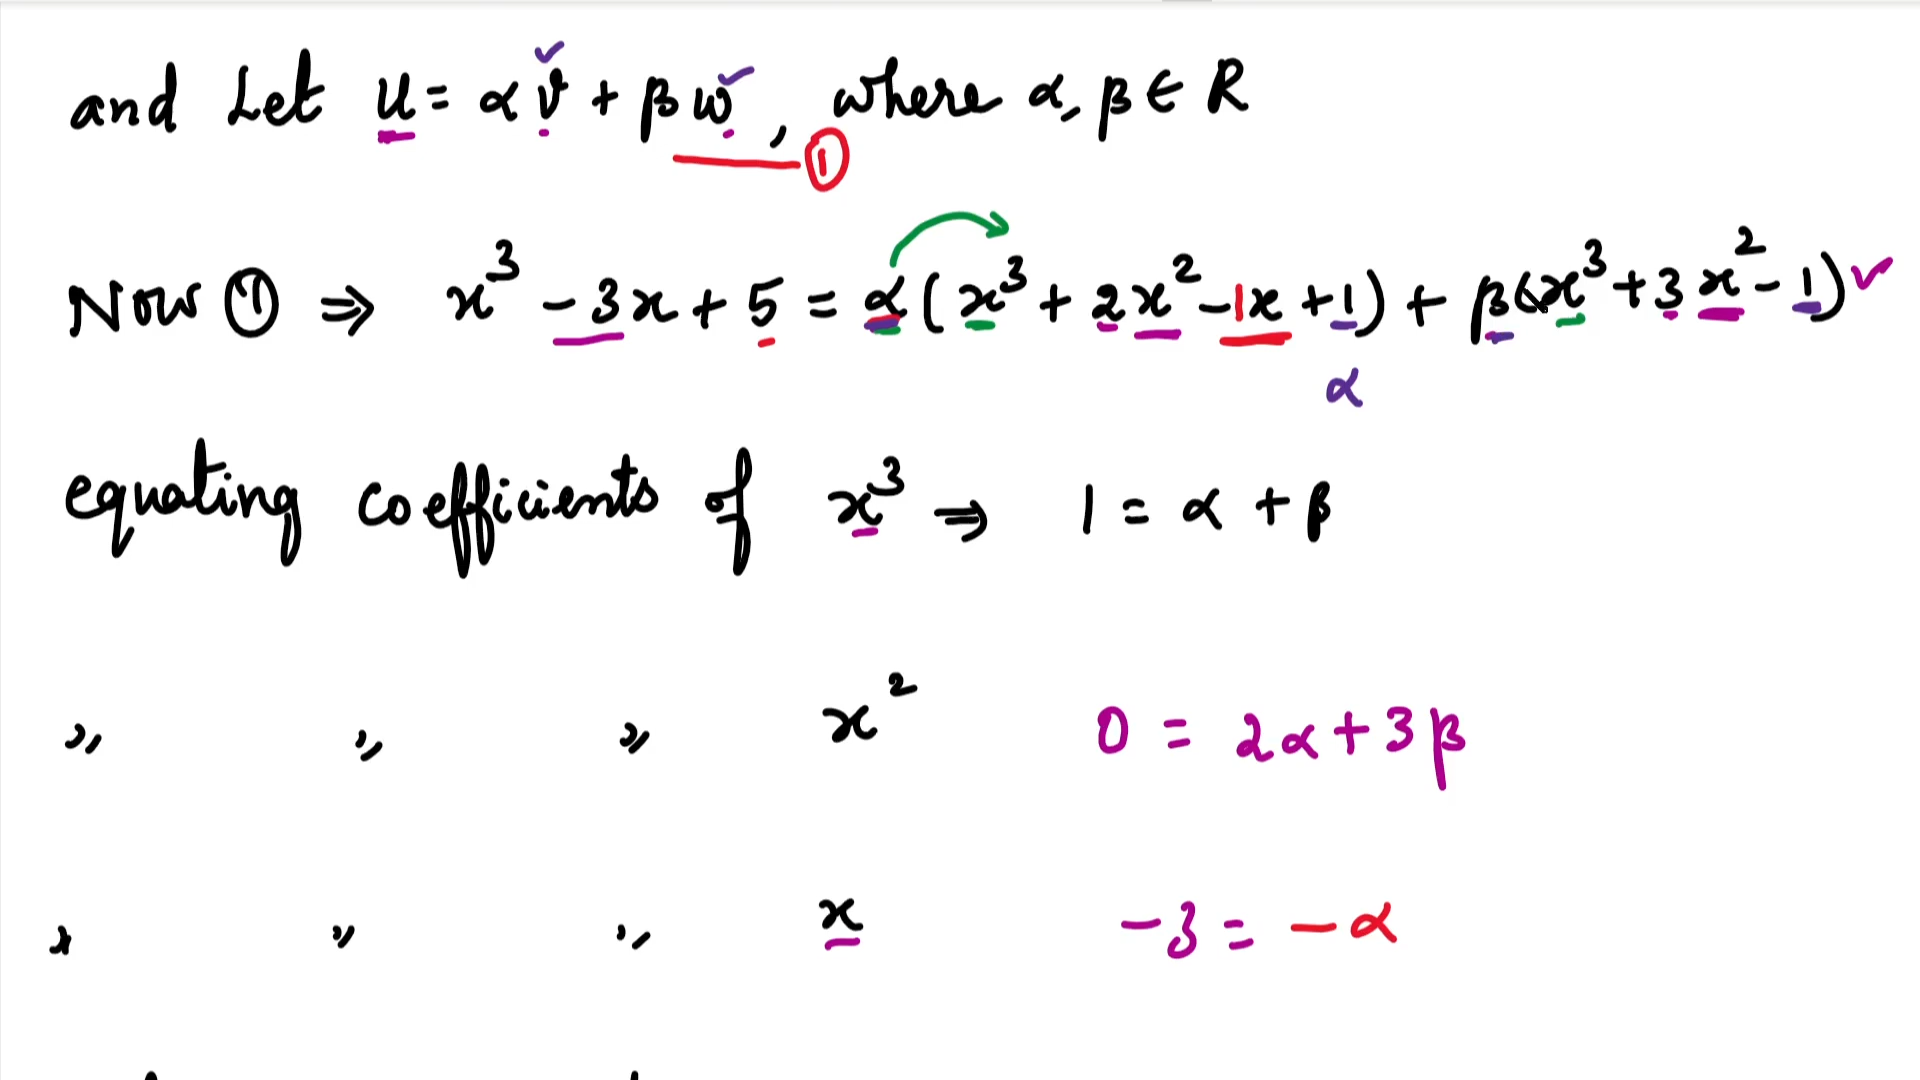 and Let u = αv + βw, where α, β ∈ R
①
Now ① ⇒ x³ - 3x + 5 = α(x³ + 2x² - 1x + 1) + β(x³ + 3x² - 1)
α
equating coefficients of x³ ⇒ 1 = α + β
" " " x² 0 = 2α + 3β
" " " x -3 = -α